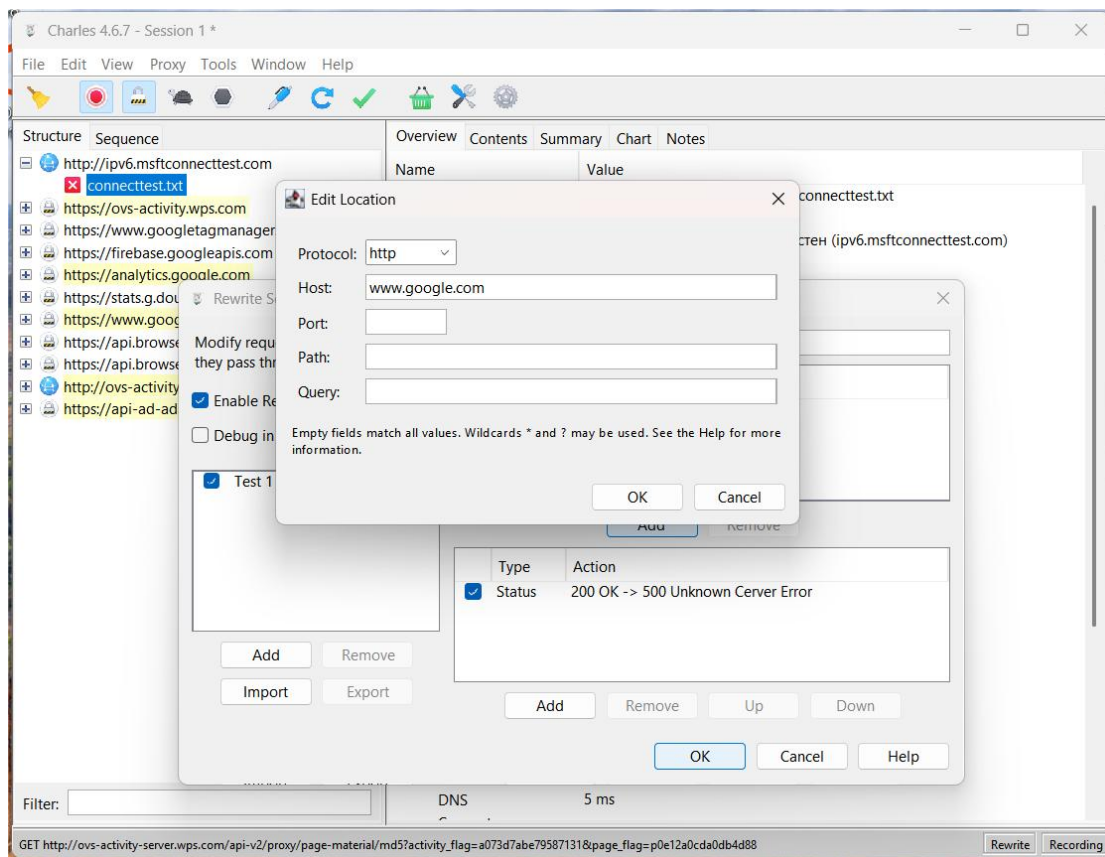 Charles 4.6.7 - Session 1 *
File Edit View Proxy Tools Window Help
Structure Sequence
Overview Contents Summary Chart Notes
http://ipv6.msftconnecttest.com
connecttest.txt
https://ovs-activity.wps.com
https://www.googletagmanager
https://firebase.googleapis.com
https://analytics.google.com
https://stats.g.dou
https://www.goog
https://api.browse
https://api.browse
http://ovs-activity
https://api-ad-ad
Name Value
connecttest.txt
стен (ipv6.msftconnecttest.com)
Edit Location
Protocol: http
Host: www.google.com
Port:
Path:
Query:
Empty fields match all values. Wildcards * and ? may be used. See the Help for more
information.
OK Cancel
Rewrite S
Modify requ
they pass thr
Enable Re
Debug in
Test 1
Add Remove
Import Export
Add Remove
Type Action
Status 200 OK -> 500 Unknown Cerver Error
Add Remove Up Down
OK Cancel Help
Filter:
DNS 5 ms
GET http://ovs-activity-server.wps.com/api-v2/proxy/page-material/md5?activity_flag=a073d7abe79587131&page_flag=p0e12a0cda0db4d88
Rewrite Recording